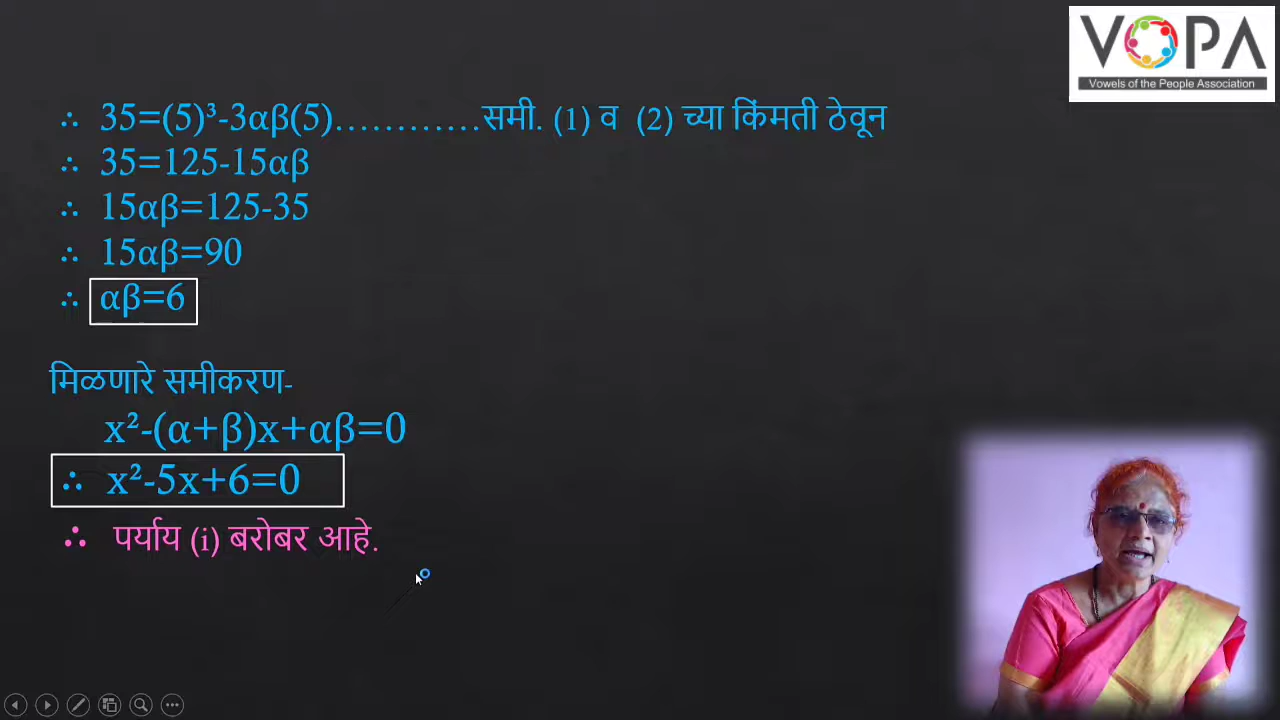 VOPA
Vowels of the People Association
∴ 35=(5)³-3αβ(5)…………समी. (1) व (2) च्या किंमती ठेवून
∴ 35=125-15αβ
∴ 15αβ=125-35
∴ 15αβ=90
∴ αβ=6
मिळणारे समीकरण-
x²-(α+β)x+αβ=0
∴ x²-5x+6=0
∴ पर्याय (i) बरोबर आहे.